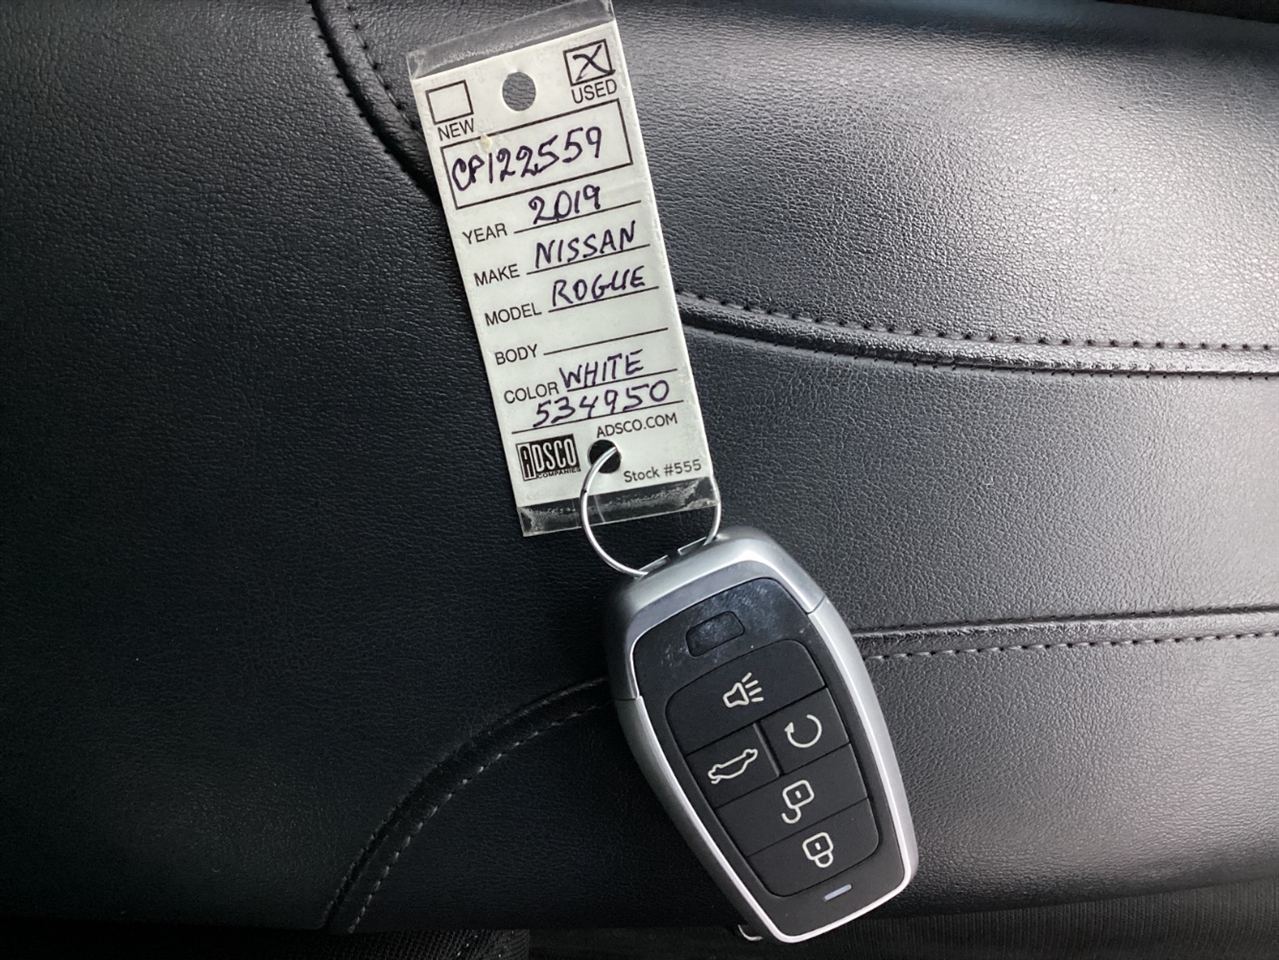 X
NEW USED
CP122559
YEAR 2019
MAKE NISSAN
MODEL ROGUE
BODY
COLOR WHITE
534950
ADSCO COMPANIES ADSCO.COM
Stock #555